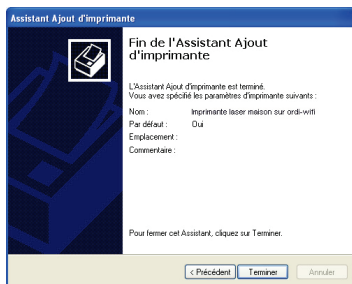 Assistant Ajout d'imprimante
Fin de l'Assistant Ajout
d'imprimante
L'Assistant Ajout d'imprimante est terminé.
Vous avez spécifié les paramètres d'imprimante suivants :
Nom : Imprimante laser maison sur ordi-wifi
Par défaut : Oui
Emplacement :
Commentaire :
Pour fermer cet Assistant, cliquez sur Terminer.
< Précédent Terminer Annuler